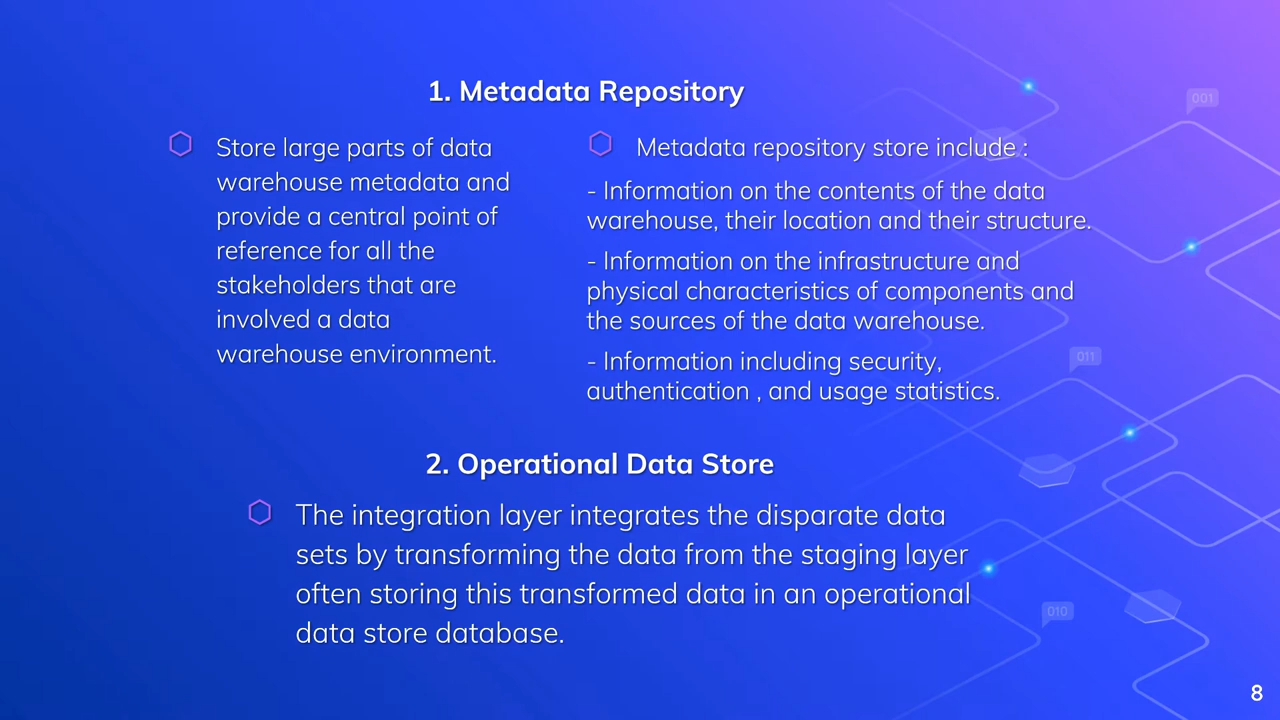 1. Metadata Repository
Store large parts of data
warehouse metadata and
provide a central point of
reference for all the
stakeholders that are
involved a data
warehouse environment.
Metadata repository store include :
- Information on the contents of the data
warehouse, their location and their structure.
- Information on the infrastructure and
physical characteristics of components and
the sources of the data warehouse.
- Information including security,
authentication , and usage statistics.
2. Operational Data Store
The integration layer integrates the disparate data
sets by transforming the data from the staging layer
often storing this transformed data in an operational
data store database.
001
011
010
8